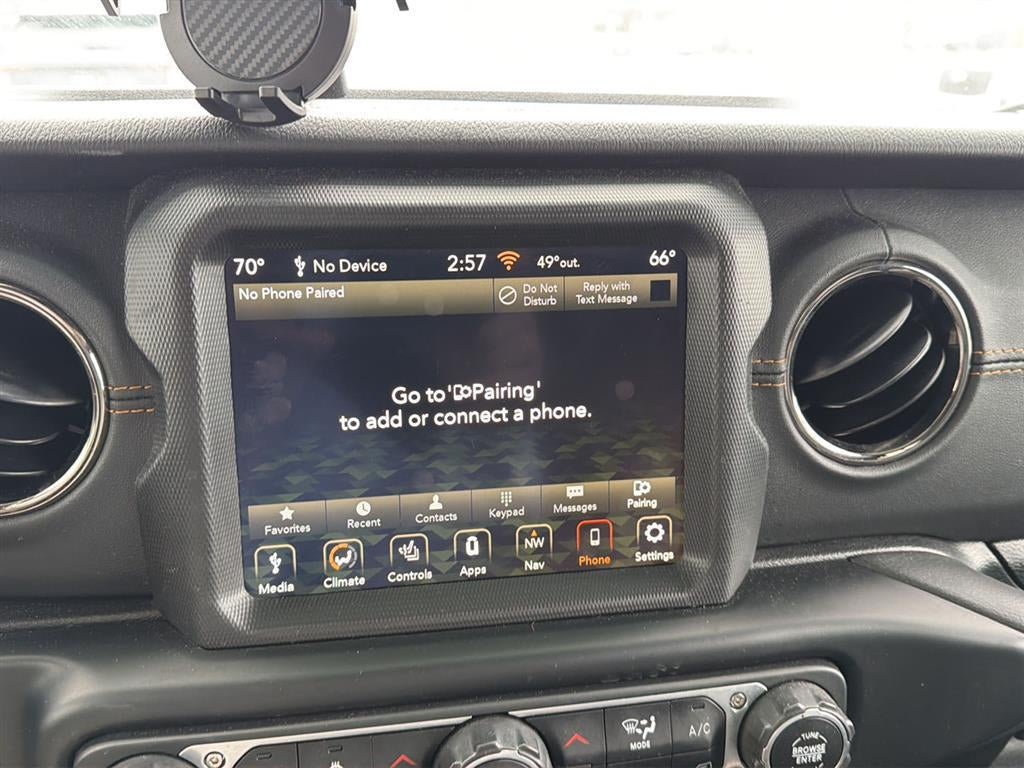 70° No Device 2:57 49°out. 66°
No Phone Paired
Do Not
Disturb
Reply with
Text Message
Go to 'Pairing'
to add or connect a phone.
Favorites Recent Contacts Keypad Messages Pairing
NW
Media Climate Controls Apps Nav Phone Settings
MODE
A/C
TUNE
BROWSE
ENTER